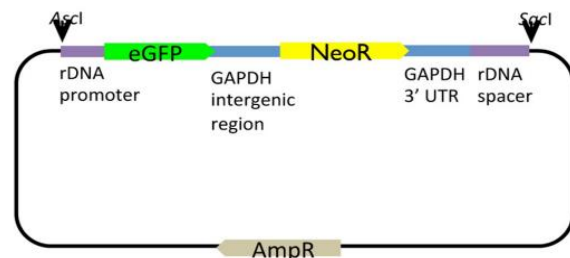 AscI
SacI
eGFP
NeoR
rDNA
promoter
GAPDH
intergenic
region
GAPDH
3' UTR
rDNA
spacer
AmpR